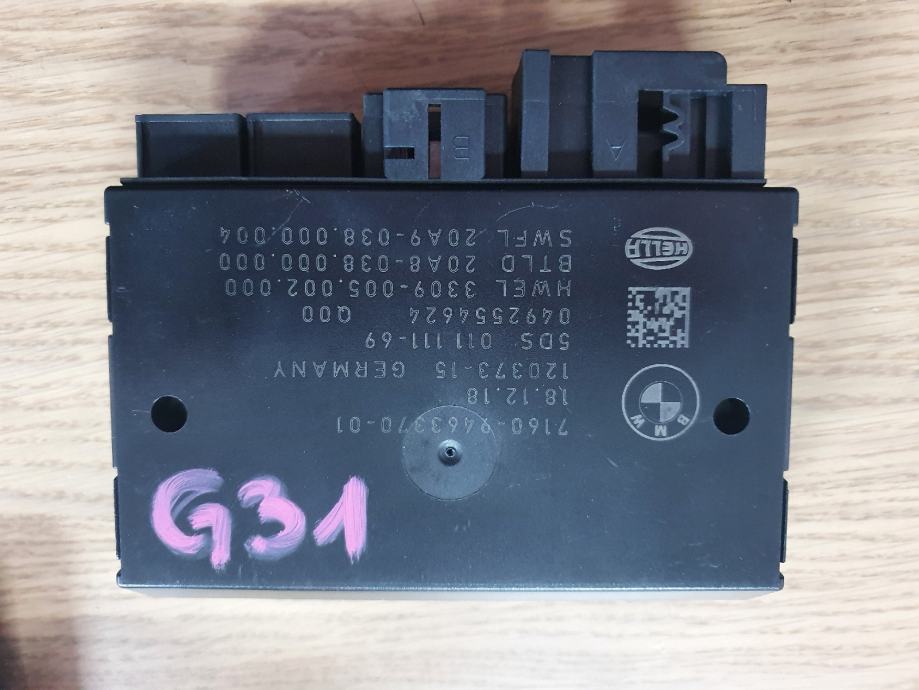 7160-9463370-01
18.12.18
120373-15 GERMANY
5DS 011.111-69
0492554624 Q00
HWEL 3309-005.002.000
BTLD 20A8-038.000.000
SWFL 20A9-038.000.004
BMW
HELLA
A
G31